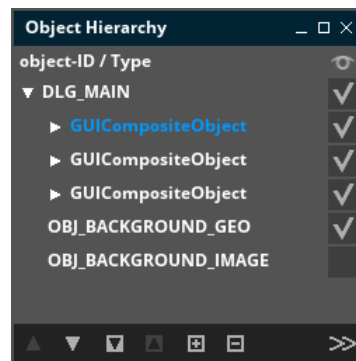 Object Hierarchy
object-ID / Type
DLG_MAIN
GUICompositeObject
GUICompositeObject
GUICompositeObject
OBJ_BACKGROUND_GEO
OBJ_BACKGROUND_IMAGE